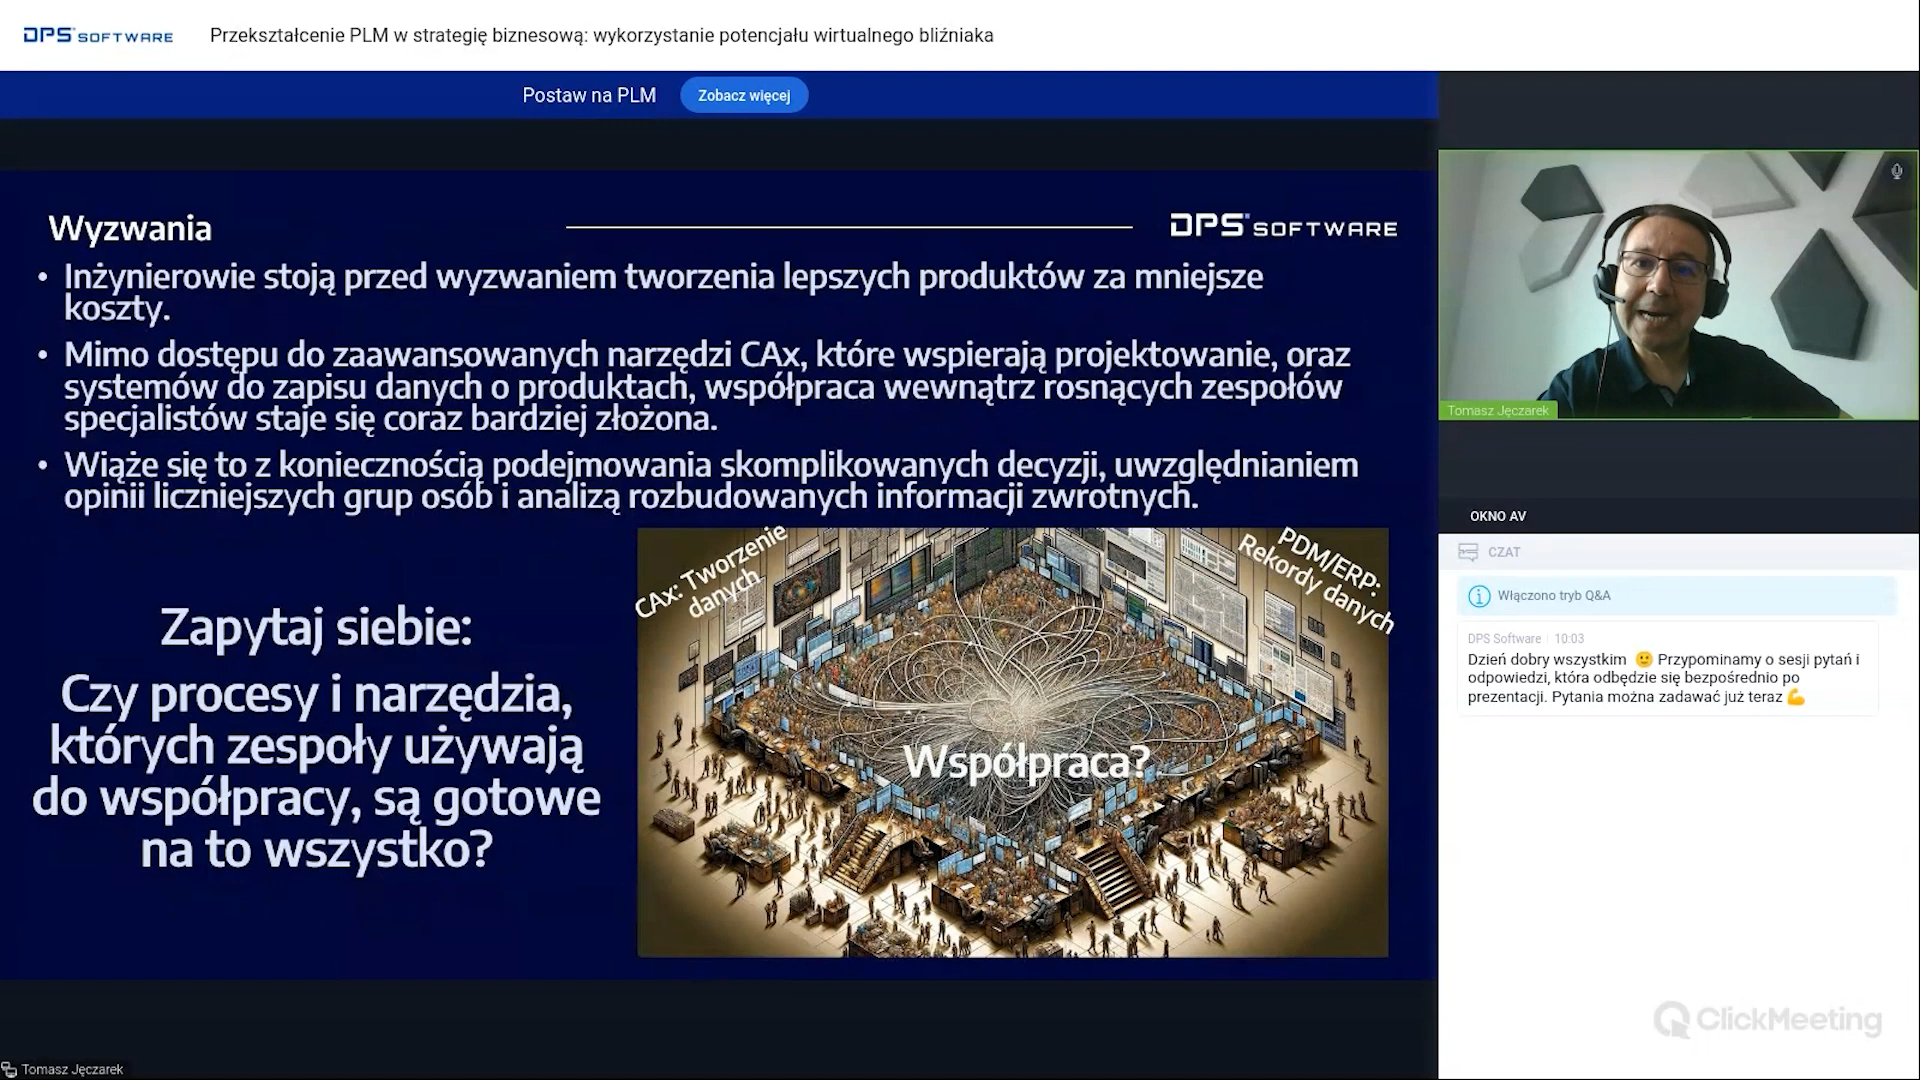 DPS SOFTWARE
Przekształcenie PLM w strategię biznesową: wykorzystanie potencjału wirtualnego bliźniaka
Postaw na PLM
Zobacz więcej
Wyzwania
DPS SOFTWARE
• Inżynierowie stoją przed wyzwaniem tworzenia lepszych produktów za mniejsze
koszty.
• Mimo dostępu do zaawansowanych narzędzi CAx, które wspierają projektowanie, oraz
systemów do zapisu danych o produktach, współpraca wewnątrz rosnących zespołów
specjalistów staje się coraz bardziej złożona.
• Wiąże się to z koniecznością podejmowania skomplikowanych decyzji, uwzględnianiem
opinii liczniejszych grup osób i analizą rozbudowanych informacji zwrotnych.
Zapytaj siebie:
Czy procesy i narzędzia,
których zespoły używają
do współpracy, są gotowe
na to wszystko?
CAx: Tworzenie
danych
PDM/ERP:
Rekordy danych
Współpraca?
Tomasz Jęczarek
Tomasz Jęczarek
OKNO AV
CZAT
Włączono tryb Q&A
DPS Software 10:03
Dzień dobry wszystkim 🙂 Przypominamy o sesji pytań i
odpowiedzi, która odbędzie się bezpośrednio po
prezentacji. Pytania można zadawać już teraz 💪
ClickMeeting